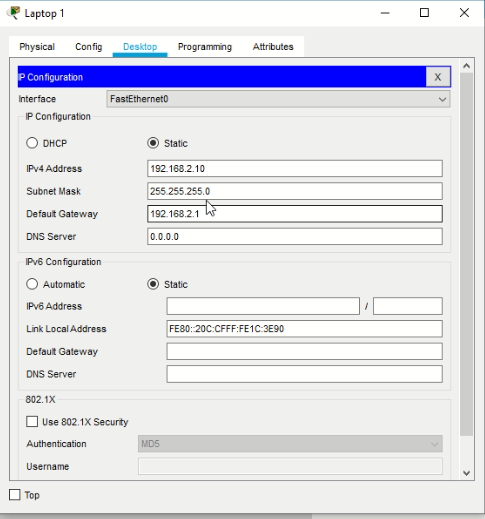 Laptop 1
Physical Config Desktop Programming Attributes
IP Configuration X
Interface FastEthernet0
IP Configuration
DHCP Static
IPv4 Address 192.168.2.10
Subnet Mask 255.255.255.0
Default Gateway 192.168.2.1
DNS Server 0.0.0.0
IPv6 Configuration
Automatic Static
IPv6 Address /
Link Local Address FE80::20C:CFFF:FE1C:3E90
Default Gateway
DNS Server
802.1X
Use 802.1X Security
Authentication MD5
Username
Top